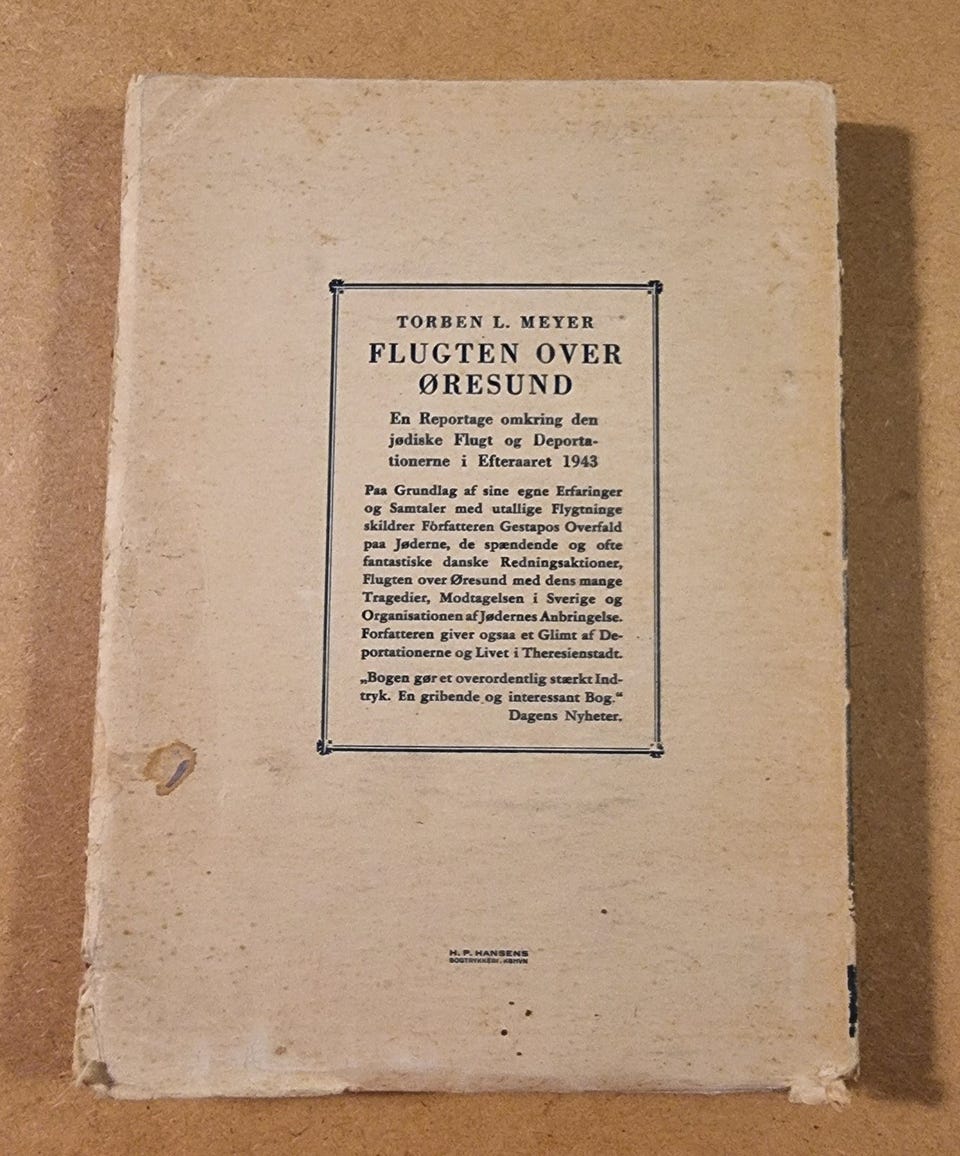 TORBEN L. MEYER
FLUGTEN OVER
ØRESUND
En Reportage omkring den
jødiske Flugt og Deporta-
tionerne i Efteraaret 1943
Paa Grundlag af sine egne Erfaringer
og Samtaler med utallige Flygtninge
skildrer Forfatteren Gestapos Overfald
paa Jøderne, de spændende og ofte
fantastiske danske Redningsaktioner,
Flugten over Øresund med dens mange
Tragedier, Modtagelsen i Sverige og
Organisationen af Jødernes Anbringelse.
Forfatteren giver ogsaa et Glimt af De-
portationerne og Livet i Theresienstadt.
„Bogen gør et overordentlig stærkt Ind-
tryk. En gribende og interessant Bog.“
Dagens Nyheter.
H. P. HANSENS
BOGTRYKKERI. KBHVN